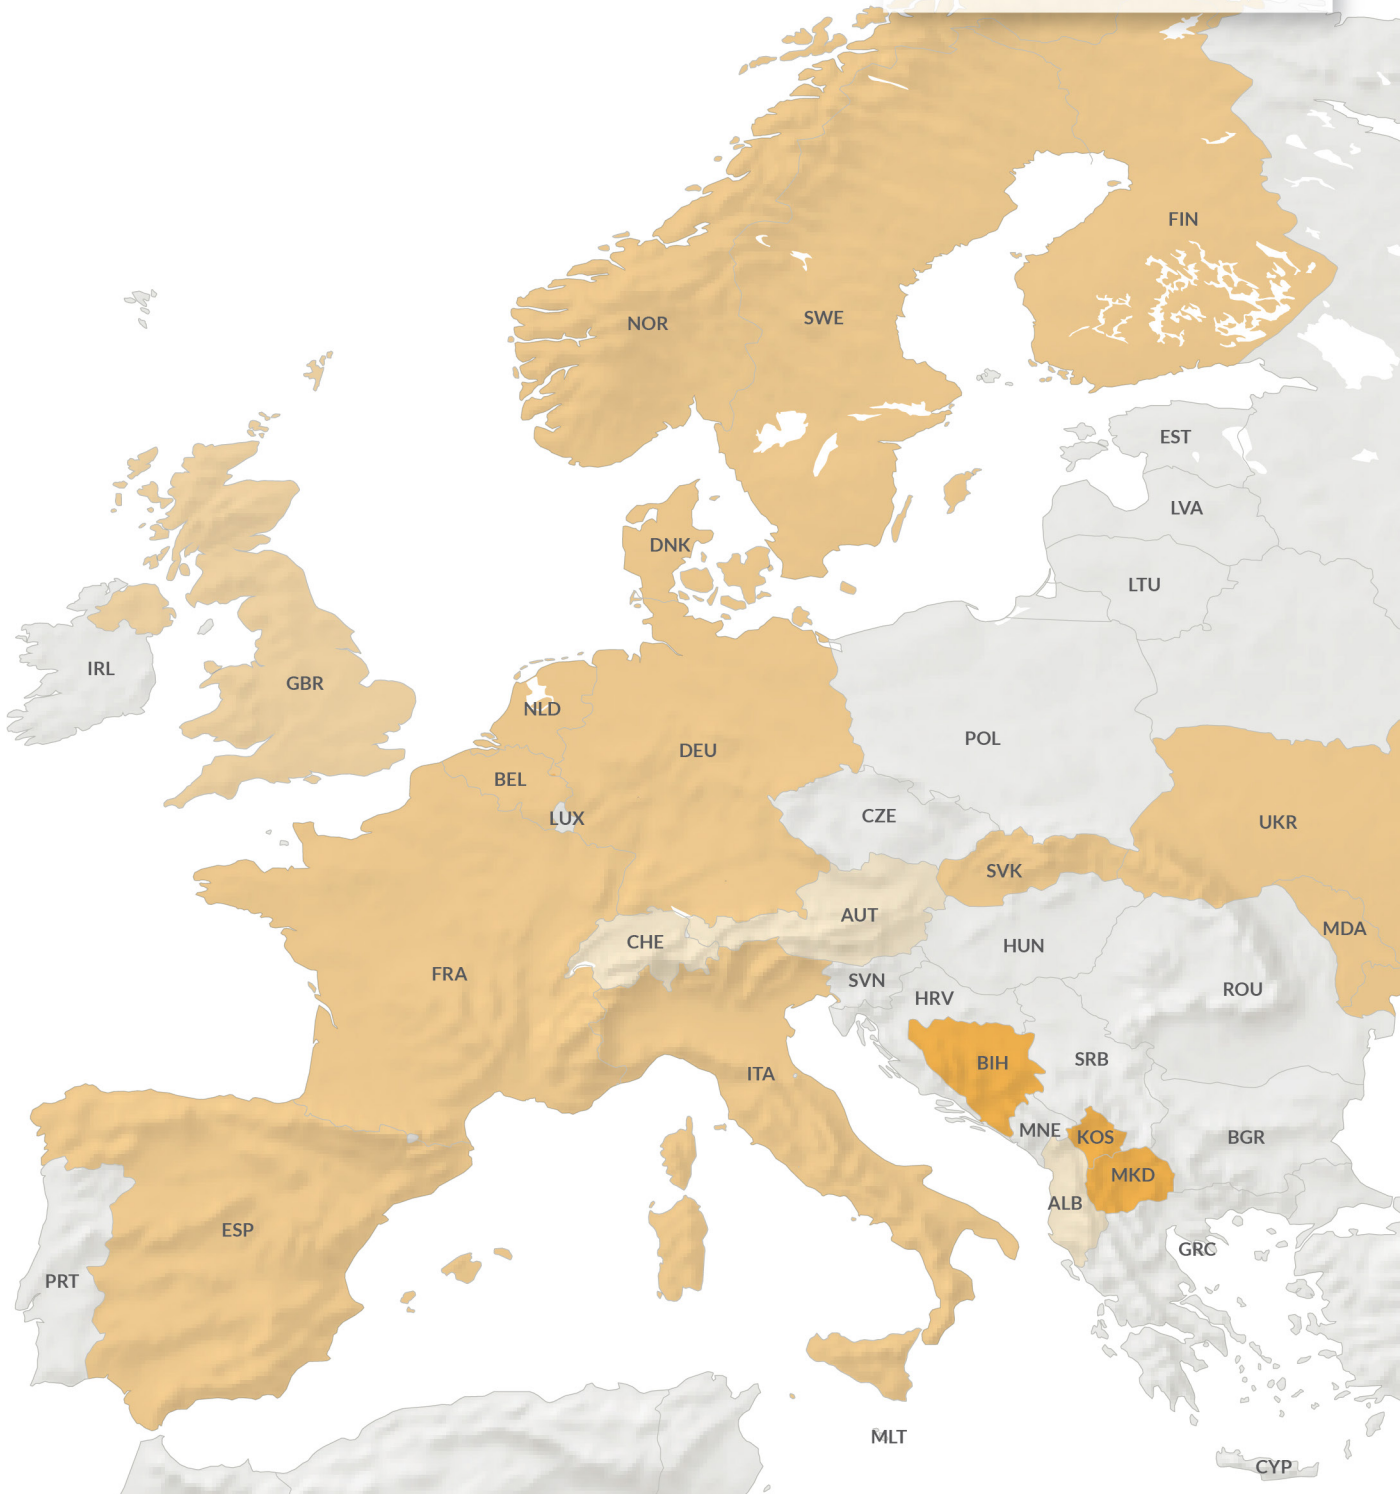 FIN
NOR
SWE
EST
LVA
DNK
LTU
IRL
GBR
NLD
DEU
POL
BEL
LUX
CZE
UKR
SVK
AUT
MDA
CHE
HUN
FRA
SVN
ROU
HRV
BIH
SRB
ITA
MNE
KOS
BGR
MKD
ALB
ESP
GRC
PRT
MLT
CYP